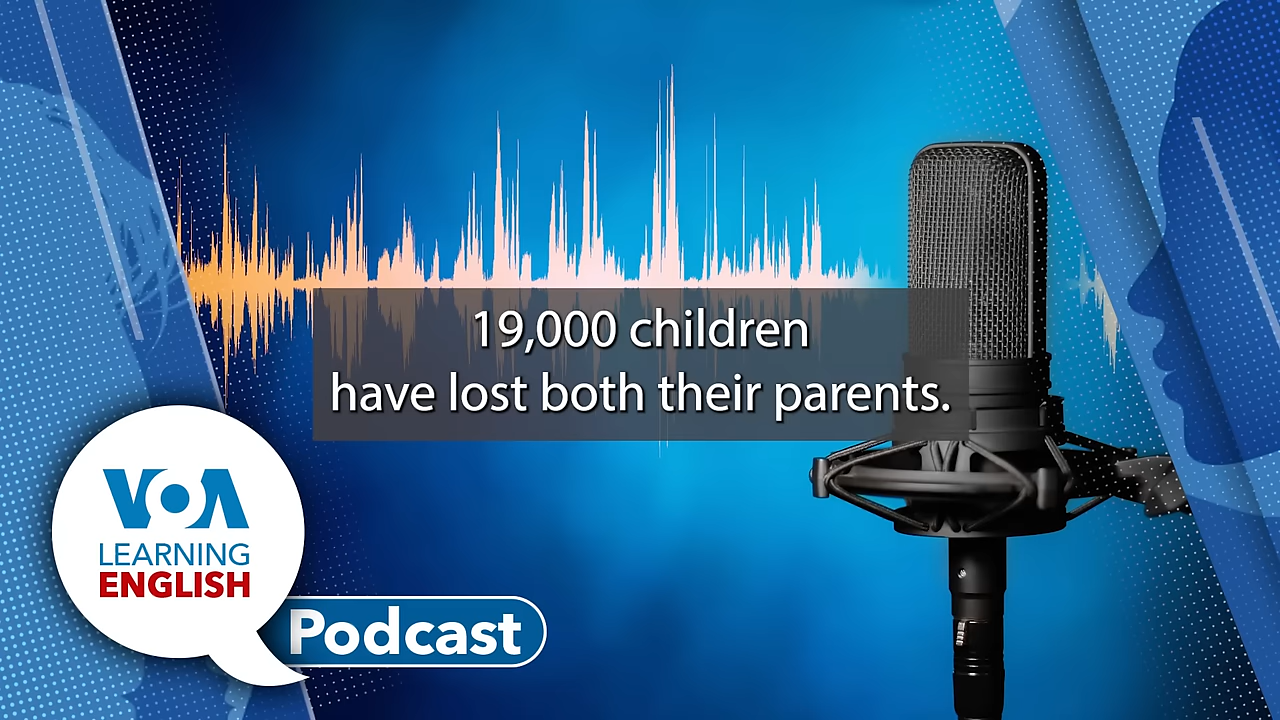 19,000 children
have lost both their parents.
VOA
LEARNING
ENGLISH
Podcast